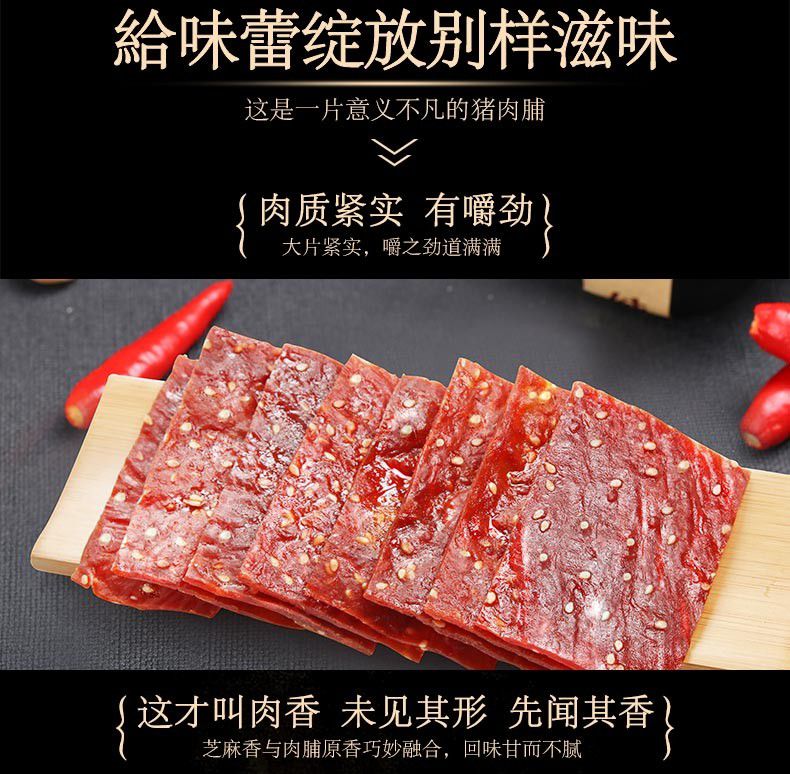 給味蕾绽放别样滋味
这是一片意义不凡的猪肉脯
肉质紧实 有嚼劲
大片紧实，嚼之劲道满满
这才叫肉香 未见其形 先闻其香
芝麻香与肉脯原香巧妙融合，回味甘而不腻